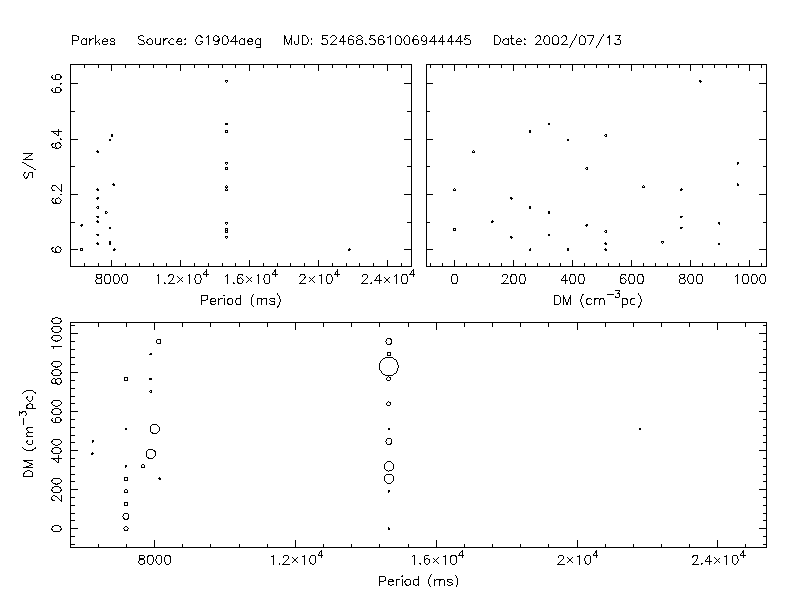 Parkes Source: G1904aeg MJD: 52468.561006944445 Date: 2002/07/13
S/N
6 6.2 6.4 6.6
8000 1.2×10⁴ 1.6×10⁴ 2×10⁴ 2.4×10⁴
Period (ms)
0 200 400 600 800 1000
DM (cm⁻³pc)
DM (cm⁻³pc)
0 200 400 600 800 1000
8000 1.2×10⁴ 1.6×10⁴ 2×10⁴ 2.4×10⁴
Period (ms)